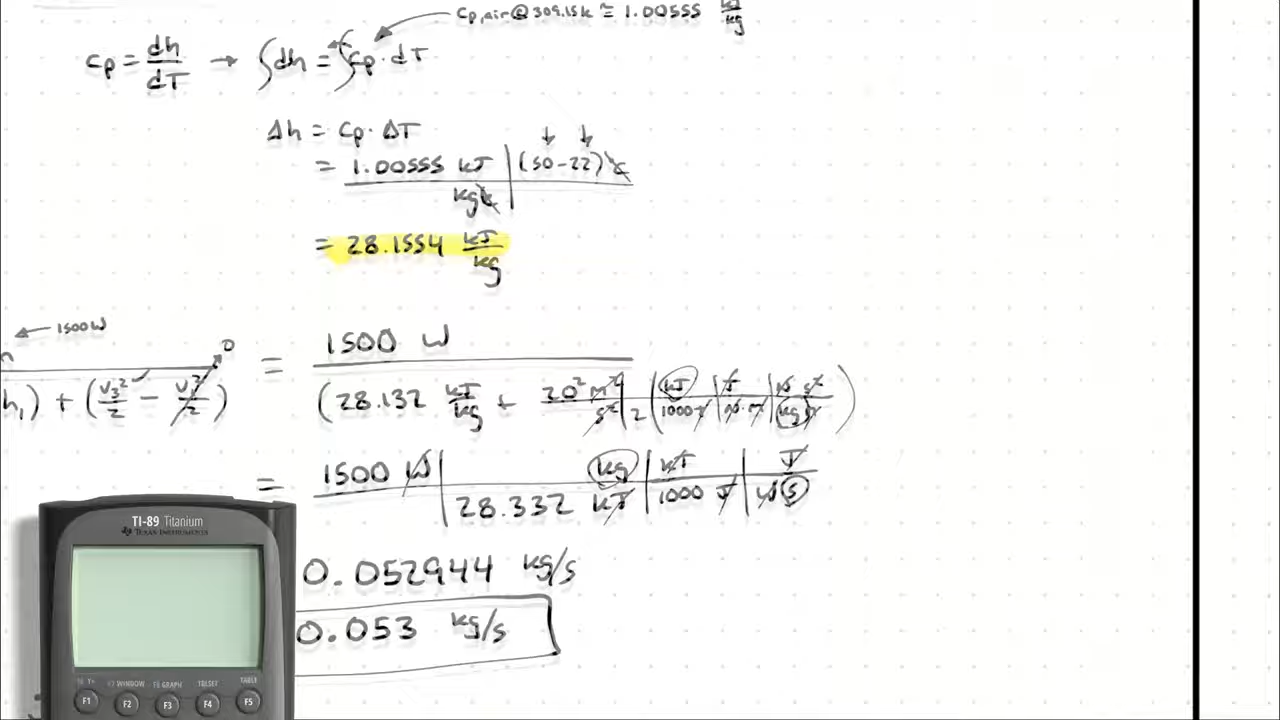 Cp,air@309.15K ≅ 1.00555 kJ/kg
Cp = dh/dT → ∫dh = ∫Cp·dT
Δh = Cp·ΔT
= 1.00555 kJ/kgK | (50-22)K
= 28.1554 kJ/kg
← 1500W
h1) + (V2²/2 - V1²/2)→0 = 1500 W / (28.132 kJ/kg + 20² m²/s² | 2 | kJ/1000J | J/N·m | N s²/kg m)
= 1500 W | kg / 28.332 kJ | kJ/1000 J | J/W s
0.052944 kg/s
0.053 kg/s
TI-89 Titanium
TEXAS INSTRUMENTS
WINDOW GRAPH TBLSET TABLE
F1 F2 F3 F4 F5